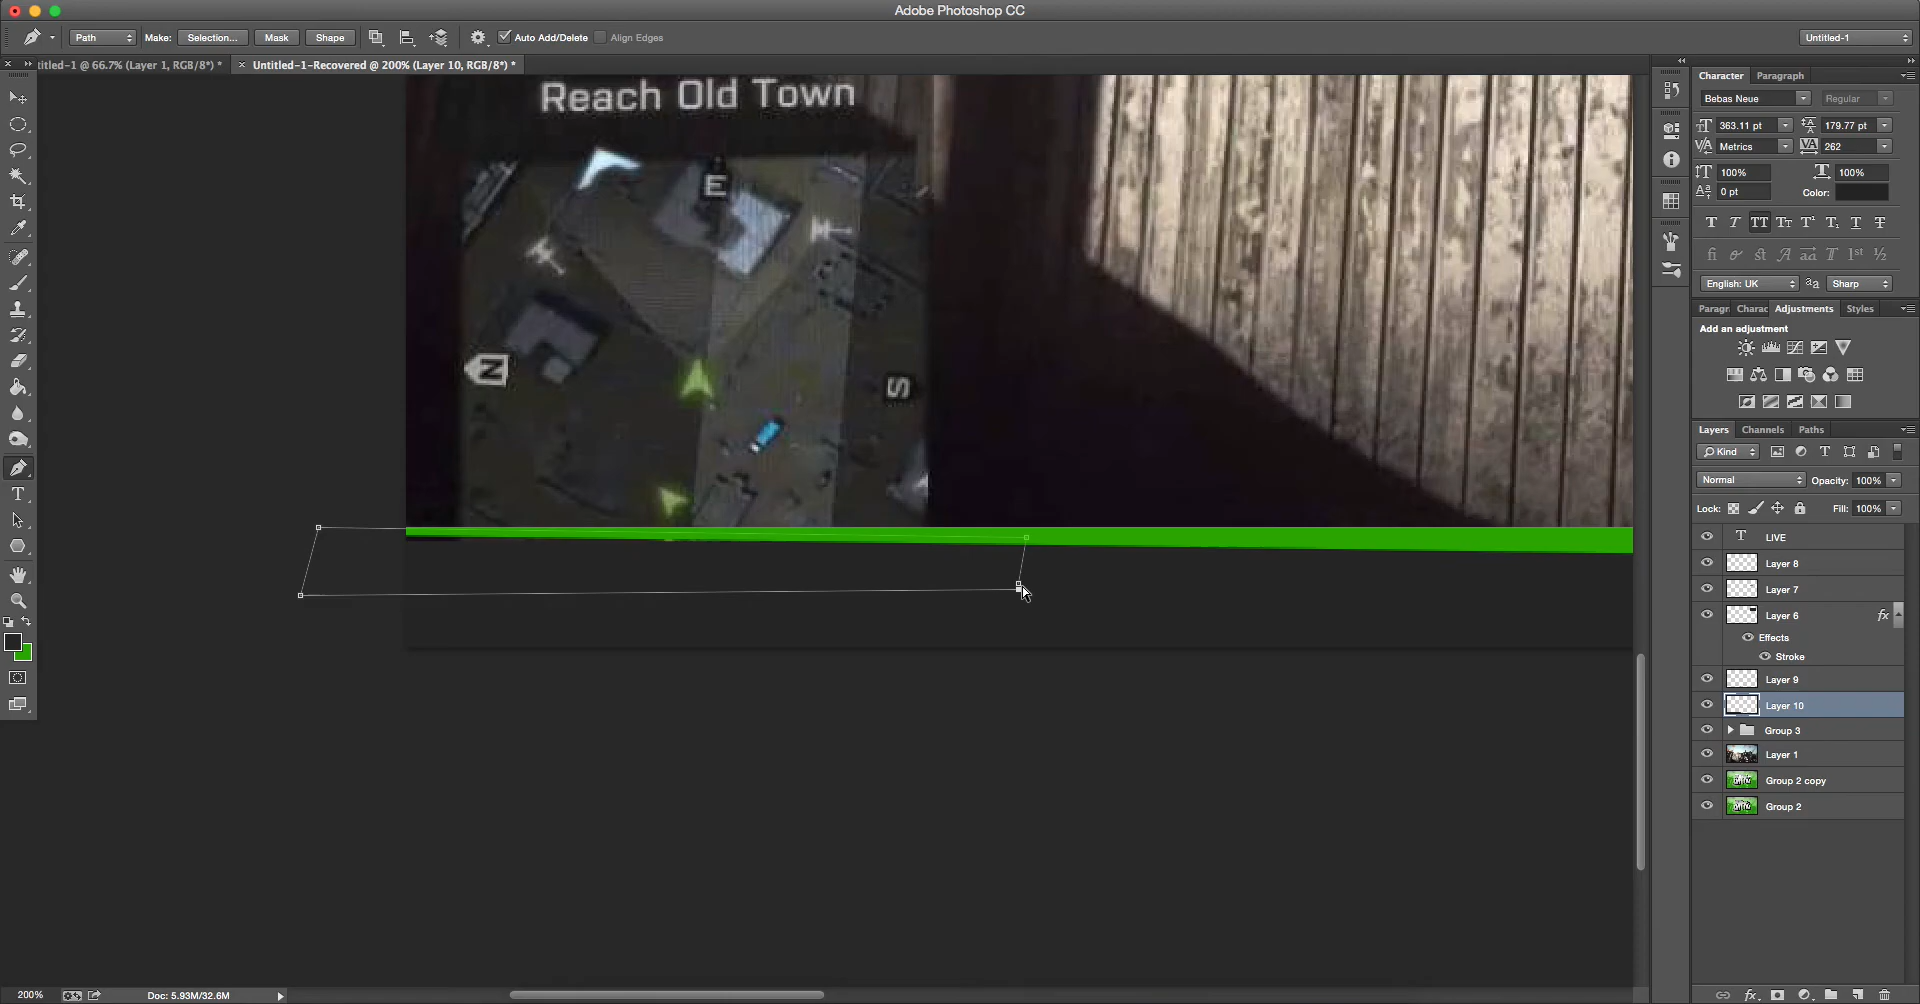 Adobe Photoshop CC
Path
Make:
Selection...
Mask
Shape
Auto Add/Delete
Align Edges
Untitled-1
titled-1 @ 66.7% (Layer 1, RGB/8*) *
Untitled-1-Recovered @ 200% (Layer 10, RGB/8*) *
Reach Old Town
E
N
S
Character
Paragraph
Bebas Neue
Regular
363.11 pt
179.77 pt
Metrics
262
100%
100%
0 pt
Color:
English: UK
Sharp
Paragr
Charac
Adjustments
Styles
Add an adjustment
Layers
Channels
Paths
Kind
Normal
Opacity: 100%
Lock:
Fill: 100%
LIVE
Layer 8
Layer 7
Layer 6
fx
Effects
Stroke
Layer 9
Layer 10
Group 3
Layer 1
Group 2 copy
Group 2
200%
Doc: 5.93M/32.6M